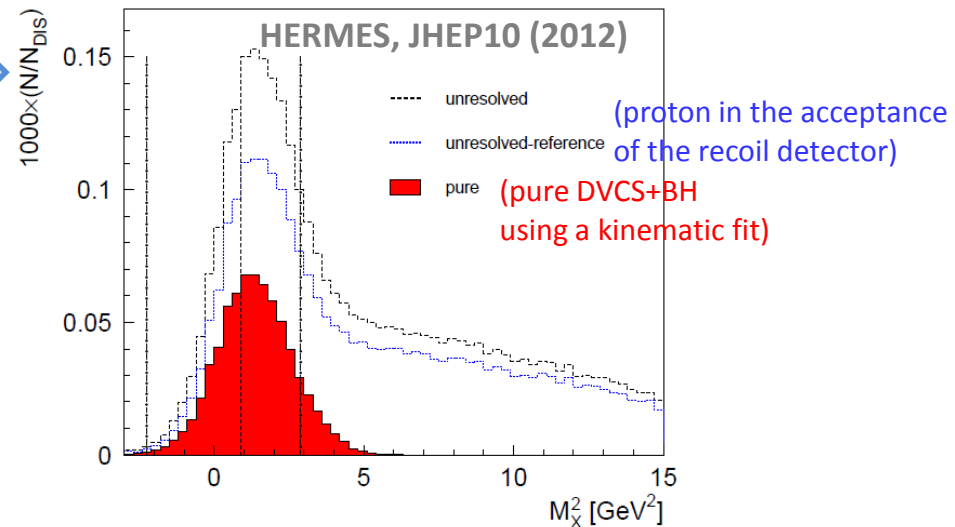 HERMES, JHEP10 (2012)
1000×(N/N_DIS)
0.15
0.1
0.05
0
unresolved
unresolved-reference
(proton in the acceptance
of the recoil detector)
pure
(pure DVCS+BH
using a kinematic fit)
0
5
10
15
M_X^2 [GeV^2]